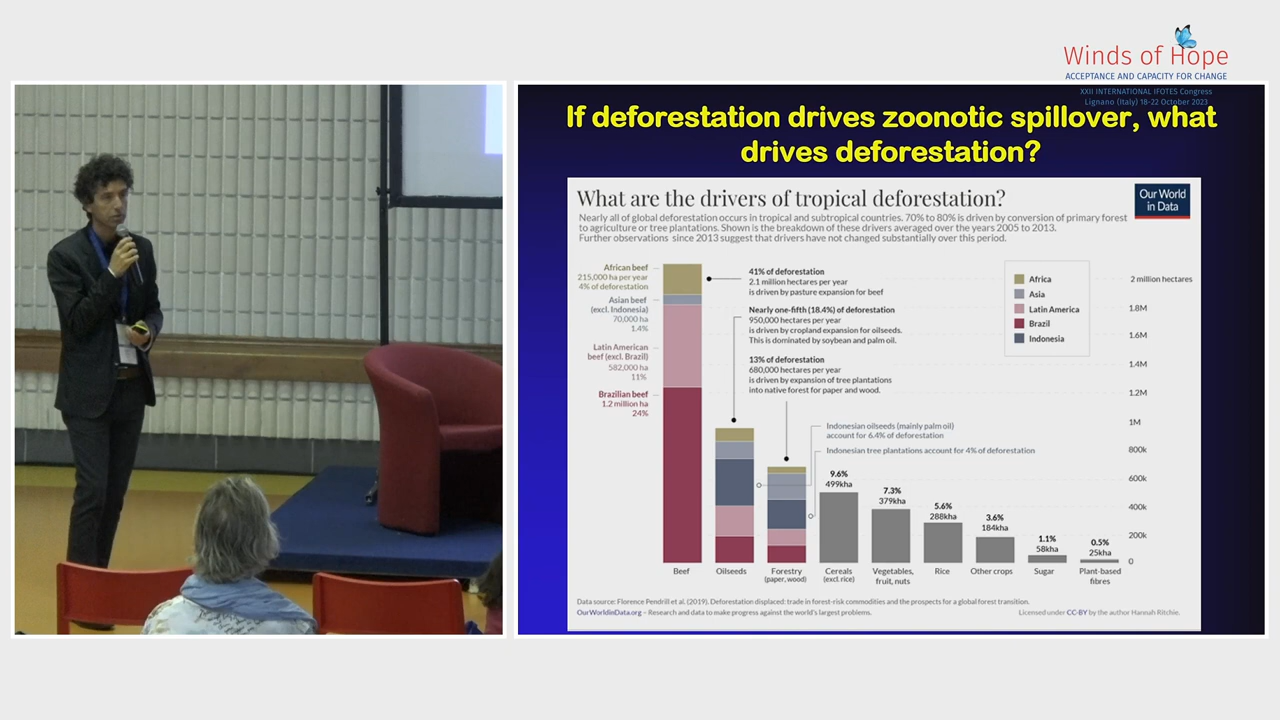 Winds of Hope
ACCEPTANCE AND CAPACITY FOR CHANGE
XXII INTERNATIONAL IFOTES Congress
Lignano (Italy) 18-22 October 2023
If deforestation drives zoonotic spillover, what
drives deforestation?
What are the drivers of tropical deforestation?
Our World
in Data
Nearly all of global deforestation occurs in tropical and subtropical countries. 70% to 80% is driven by conversion of primary forest
to agriculture or tree plantations. Shown is the breakdown of these drivers averaged over the years 2005 to 2013.
Further observations since 2013 suggest that drivers have not changed substantially over this period.
African beef
215,000 ha per year
4% of deforestation
Asian beef
(excl. Indonesia)
70,000 ha
1.4%
Latin American
beef (excl. Brazil)
582,000 ha
11%
Brazilian beef
1.2 million ha
24%
41% of deforestation
2.1 million hectares per year
is driven by pasture expansion for beef
Nearly one-fifth (18.4%) of deforestation
950,000 hectares per year
is driven by cropland expansion for oilseeds.
This is dominated by soybean and palm oil.
13% of deforestation
680,000 hectares per year
is driven by expansion of tree plantations
into native forest for paper and wood.
Indonesian oilseeds (mainly palm oil)
account for 6.4% of deforestation
Indonesian tree plantations account for 4% of deforestation
Africa
Asia
Latin America
Brazil
Indonesia
2 million hectares
1.8M
1.6M
1.4M
1.2M
1M
800k
600k
400k
200k
0
9.6%
499kha
7.3%
379kha
5.6%
288kha
3.6%
184kha
1.1%
58kha
0.5%
25kha
Beef
Oilseeds
Forestry
(paper, wood)
Cereals
(excl. rice)
Vegetables,
fruit, nuts
Rice
Other crops
Sugar
Plant-based
fibres
Data source: Florence Pendrill et al. (2019). Deforestation displaced: trade in forest-risk commodities and the prospects for a global forest transition.
OurWorldinData.org – Research and data to make progress against the world's largest problems.
Licensed under CC-BY by the author Hannah Ritchie.